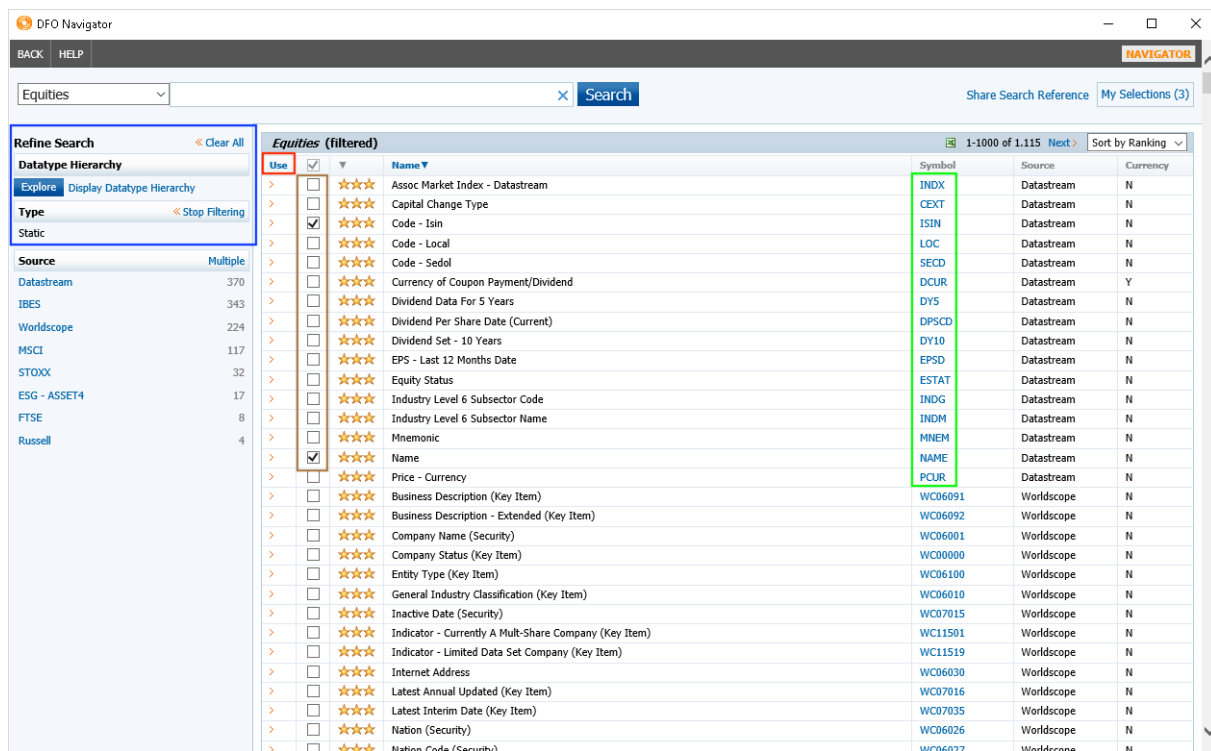 DFO Navigator
BACK HELP NAVIGATOR
Equities Search Share Search Reference My Selections (3)
Refine Search « Clear All
Datatype Hierarchy
Explore Display Datatype Hierarchy
Type « Stop Filtering
Static
Source Multiple
Datastream 370
IBES 343
Worldscope 224
MSCI 117
STOXX 32
ESG - ASSET4 17
FTSE 8
Russell 4
Equities (filtered) 1-1000 of 1.115 Next > Sort by Ranking
Use Name Symbol Source Currency
Assoc Market Index - Datastream INDX Datastream N
Capital Change Type CEXT Datastream N
Code - Isin ISIN Datastream N
Code - Local LOC Datastream N
Code - Sedol SECD Datastream N
Currency of Coupon Payment/Dividend DCUR Datastream Y
Dividend Data For 5 Years DY5 Datastream N
Dividend Per Share Date (Current) DPSCD Datastream N
Dividend Set - 10 Years DY10 Datastream N
EPS - Last 12 Months Date EPSD Datastream N
Equity Status ESTAT Datastream N
Industry Level 6 Subsector Code INDG Datastream N
Industry Level 6 Subsector Name INDM Datastream N
Mnemonic MNEM Datastream N
Name NAME Datastream N
Price - Currency PCUR Datastream N
Business Description (Key Item) WC06091 Worldscope N
Business Description - Extended (Key Item) WC06092 Worldscope N
Company Name (Security) WC06001 Worldscope N
Company Status (Key Item) WC00000 Worldscope N
Entity Type (Key Item) WC06100 Worldscope N
General Industry Classification (Key Item) WC06010 Worldscope N
Inactive Date (Security) WC07015 Worldscope N
Indicator - Currently A Mult-Share Company (Key Item) WC11501 Worldscope N
Indicator - Limited Data Set Company (Key Item) WC11519 Worldscope N
Internet Address WC06030 Worldscope N
Latest Annual Updated (Key Item) WC07016 Worldscope N
Latest Interim Date (Key Item) WC07035 Worldscope N
Nation (Security) WC06026 Worldscope N
Nation Code (Security) WC06027 Worldscope N